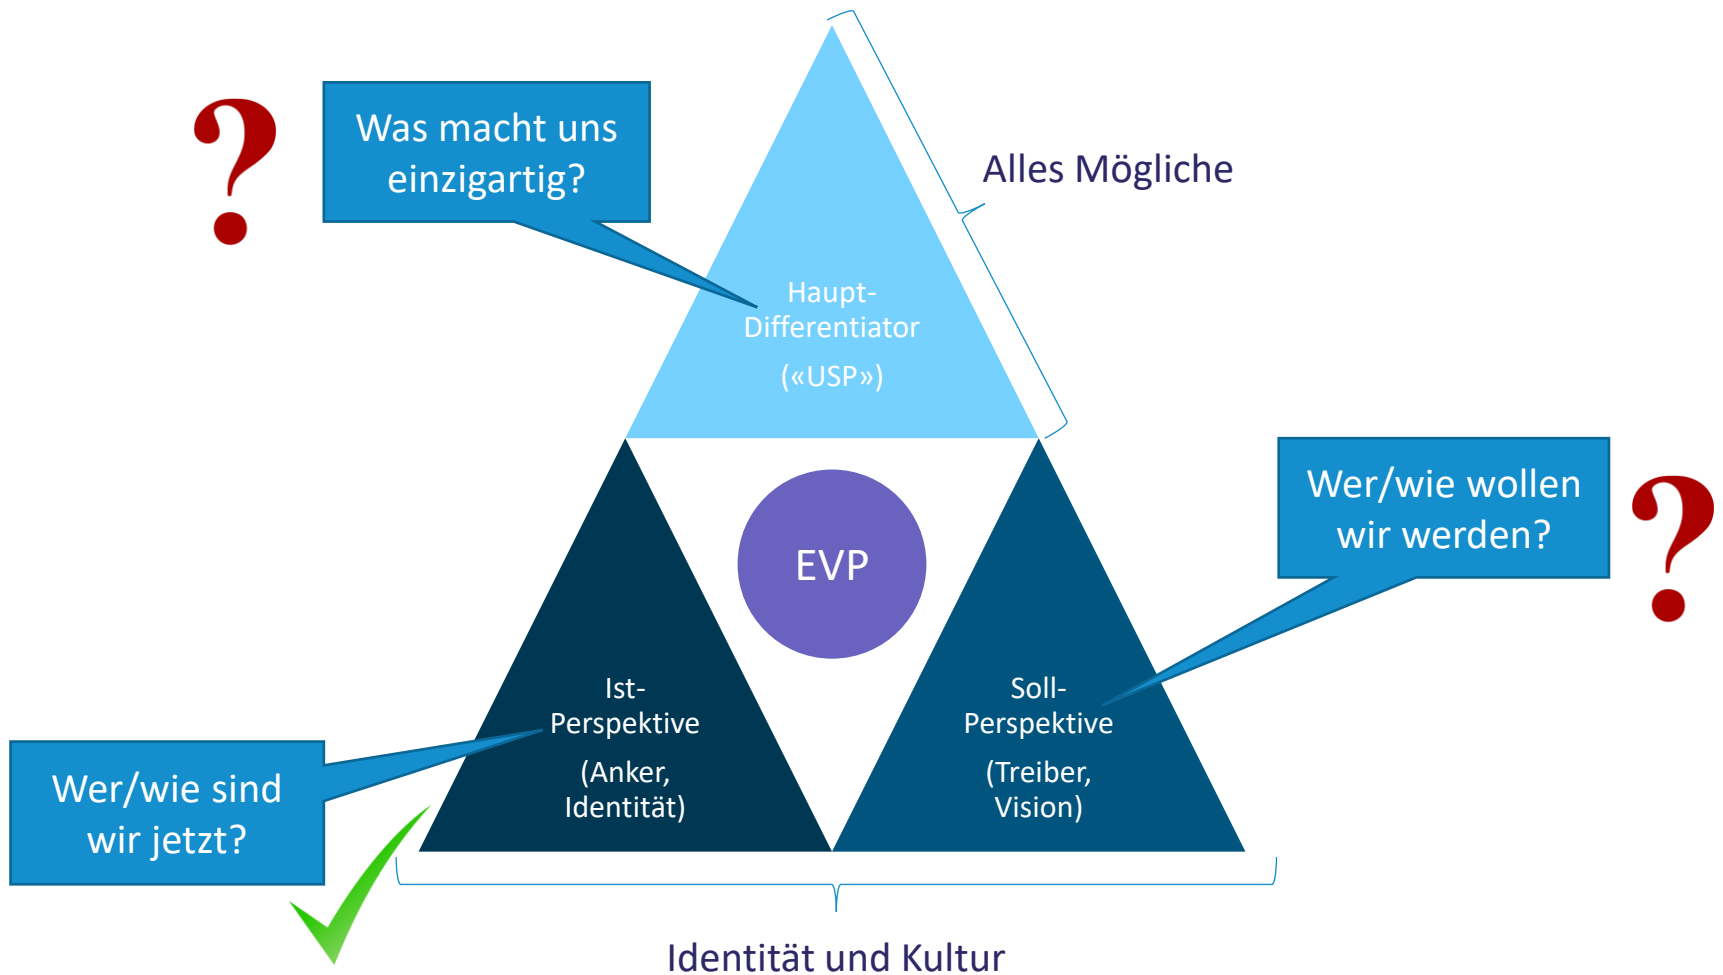 Was macht uns
einzigartig?
Alles Mögliche
Haupt-
Differentiator
(«USP»)
Wer/wie wollen
wir werden?
EVP
Ist-
Perspektive
(Anker,
Identität)
Soll-
Perspektive
(Treiber,
Vision)
Wer/wie sind
wir jetzt?
Identität und Kultur